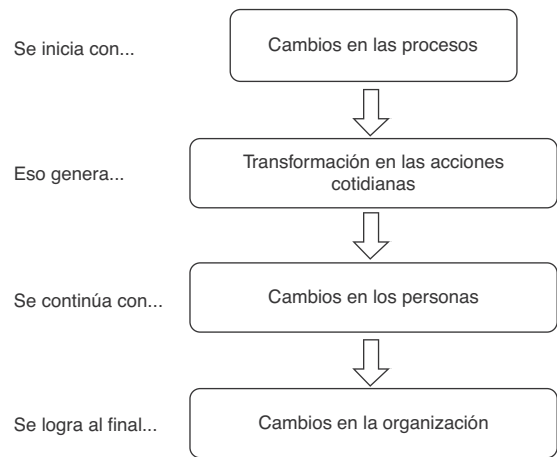 Se inicia con...
Cambios en las procesos
Eso genera...
Transformación en las acciones
cotidianas
Se continúa con...
Cambios en los personas
Se logra al final...
Cambios en la organización